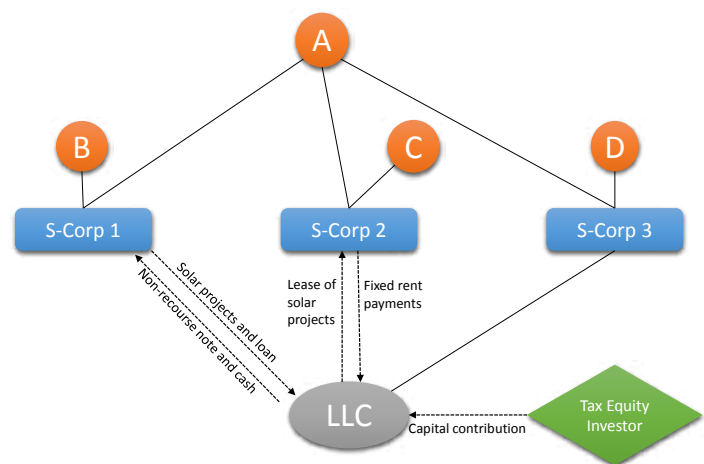 A
B
C
D
S-Corp 1
S-Corp 2
S-Corp 3
Solar projects and loan
Non-recourse note and cash
Lease of
solar
projects
Fixed rent
payments
LLC
Capital contribution
Tax Equity
Investor